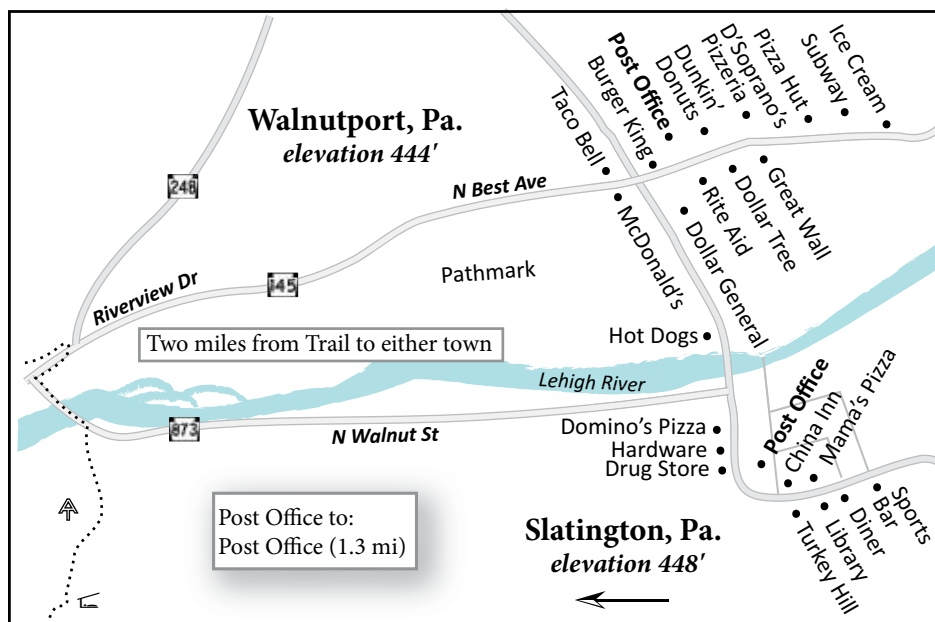 Walnutport, Pa.
elevation 444'
Taco Bell
Burger King
Post Office
Dunkin'
Donuts
D'Soprano's
Pizzeria
Pizza Hut
Subway
Ice Cream
248
N Best Ave
McDonald's
Dollar General
Rite Aid
Dollar Tree
Great Wall
Riverview Dr
145
Pathmark
Two miles from Trail to either town
Hot Dogs
Lehigh River
873
N Walnut St
Domino's Pizza
Hardware
Drug Store
Post Office
China Inn
Mama's Pizza
Post Office to:
Post Office (1.3 mi)
Slatington, Pa.
elevation 448'
Turkey Hill
Library
Diner
Sports
Bar